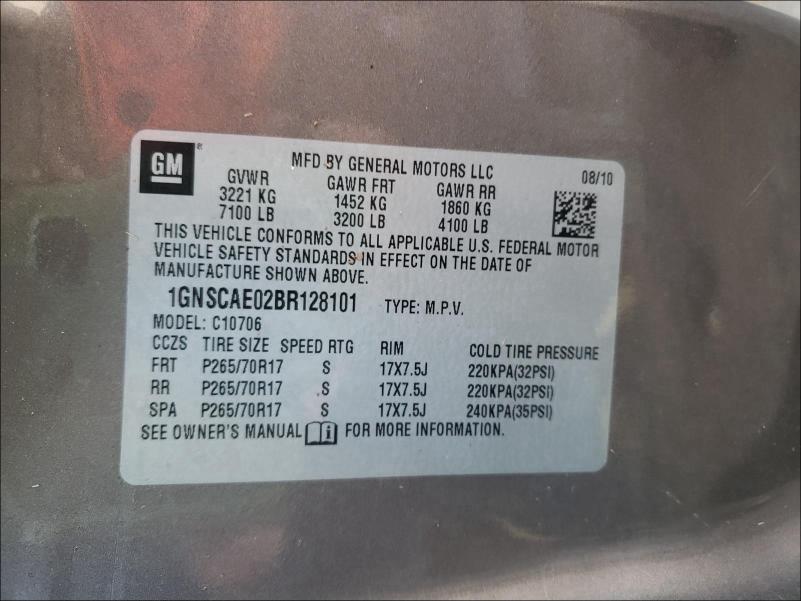 GM® MFD BY GENERAL MOTORS LLC 08/10
GVWR GAWR FRT GAWR RR
3221 KG 1452 KG 1860 KG
7100 LB 3200 LB 4100 LB
THIS VEHICLE CONFORMS TO ALL APPLICABLE U.S. FEDERAL MOTOR
VEHICLE SAFETY STANDARDS IN EFFECT ON THE DATE OF
MANUFACTURE SHOWN ABOVE.
1GNSCAE02BR128101 TYPE: M.P.V.
MODEL: C10706
CCZS TIRE SIZE SPEED RTG RIM COLD TIRE PRESSURE
FRT P265/70R17 S 17X7.5J 220KPA(32PSI)
RR P265/70R17 S 17X7.5J 220KPA(32PSI)
SPA P265/70R17 S 17X7.5J 240KPA(35PSI)
SEE OWNER'S MANUAL i FOR MORE INFORMATION.